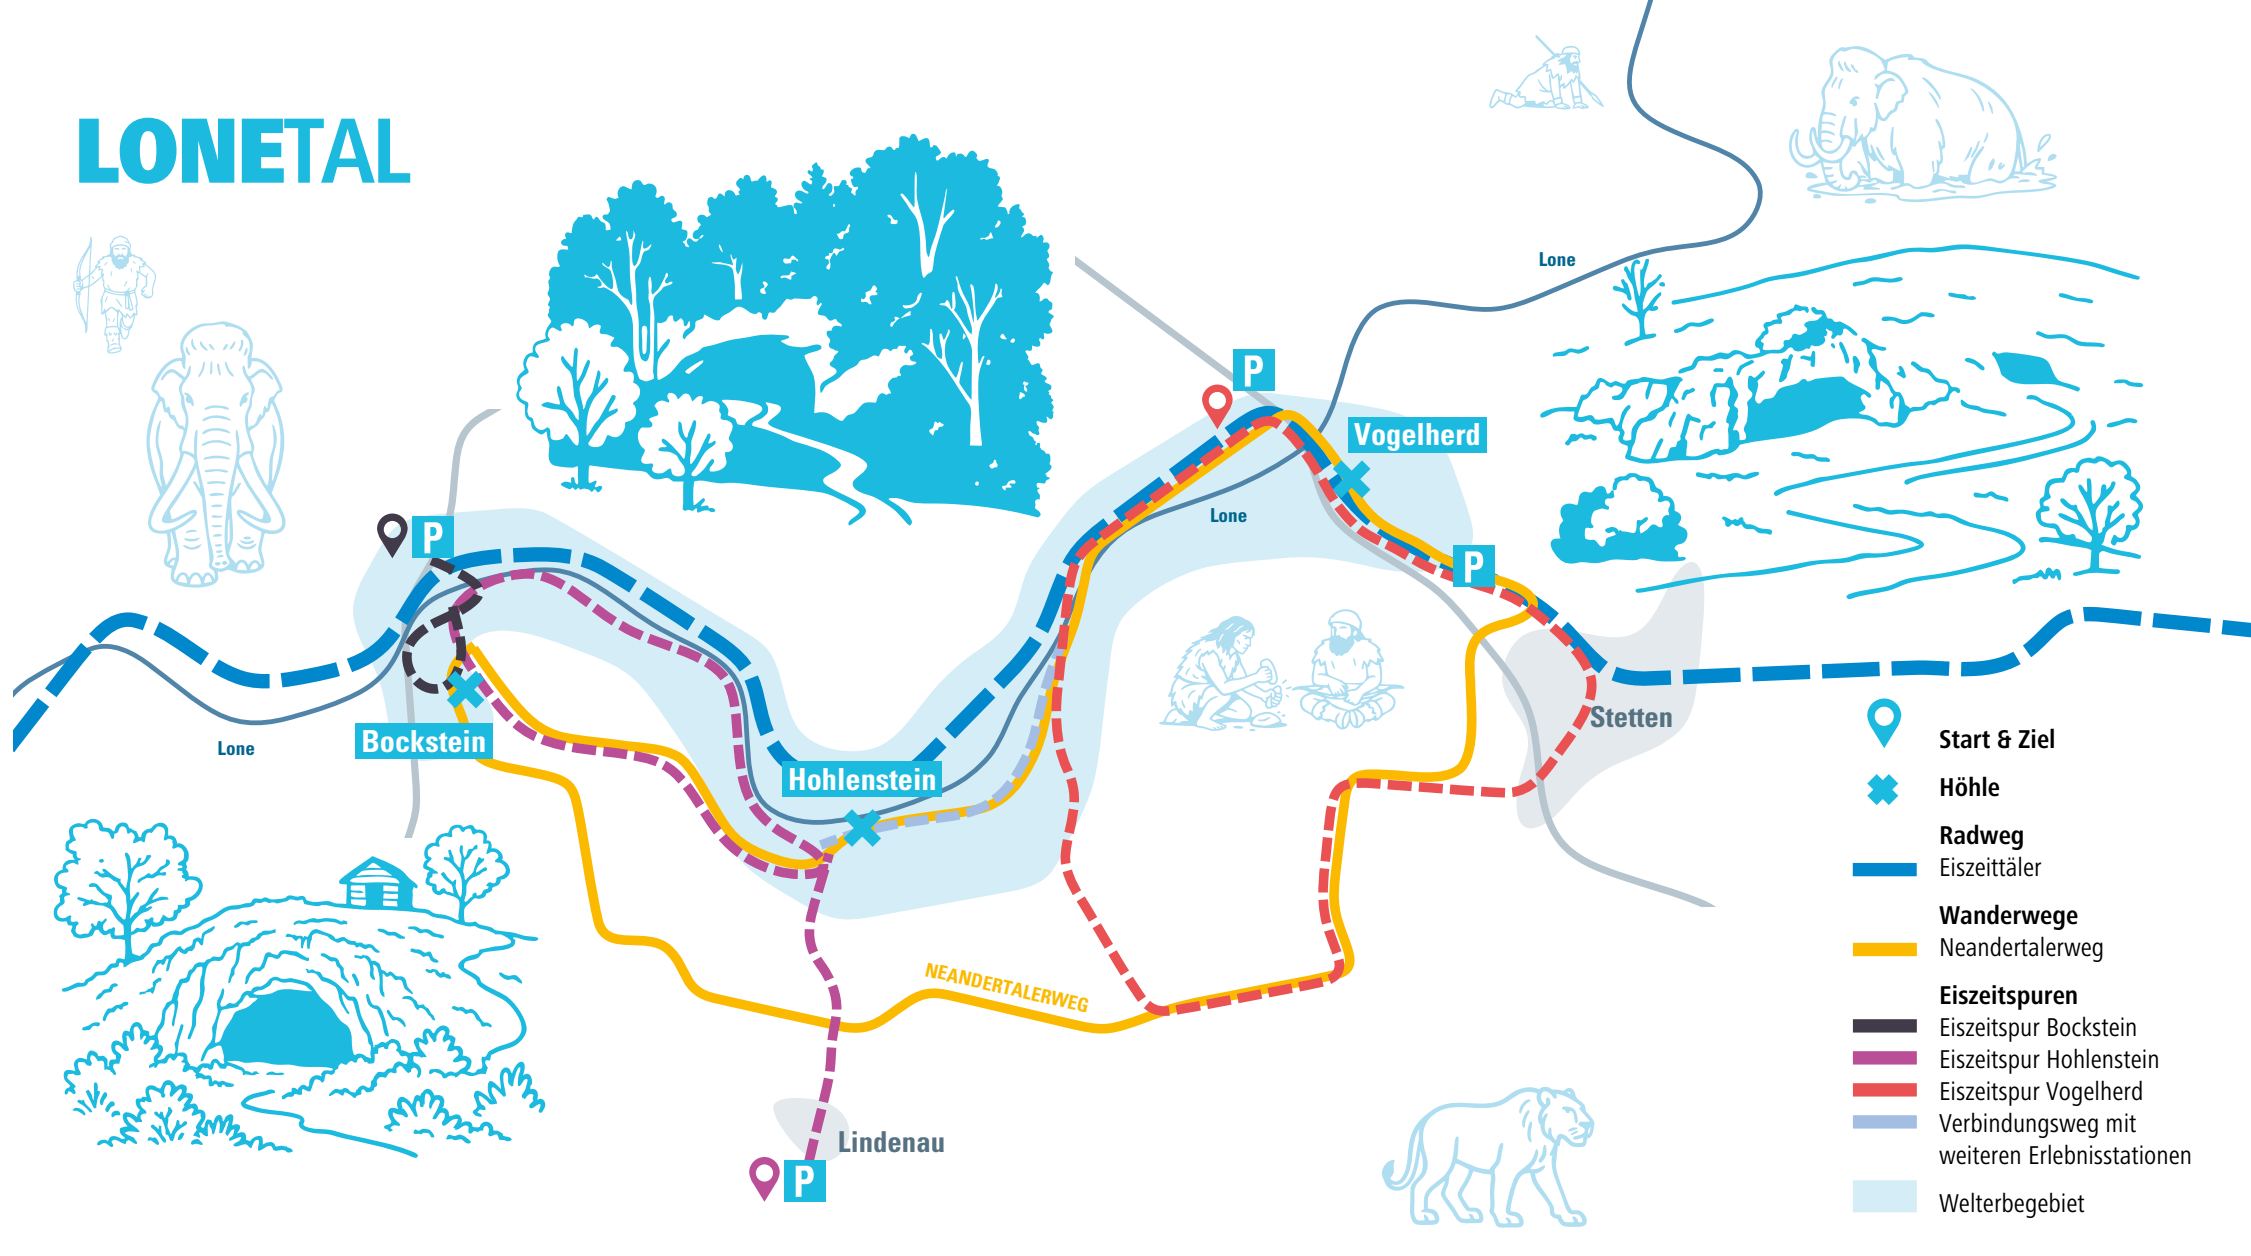 LONETAL
Lone
P
Vogelherd
Lone
P
P
Stetten
Bockstein
Lone
Hohlenstein
NEANDERTALERWEG
Lindenau
P
Start & Ziel
Höhle
Radweg
Eiszeittäler
Wanderwege
Neandertalerweg
Eiszeitspuren
Eiszeitspur Bockstein
Eiszeitspur Hohlenstein
Eiszeitspur Vogelherd
Verbindungsweg mit
weiteren Erlebnisstationen
Welterbegebiet